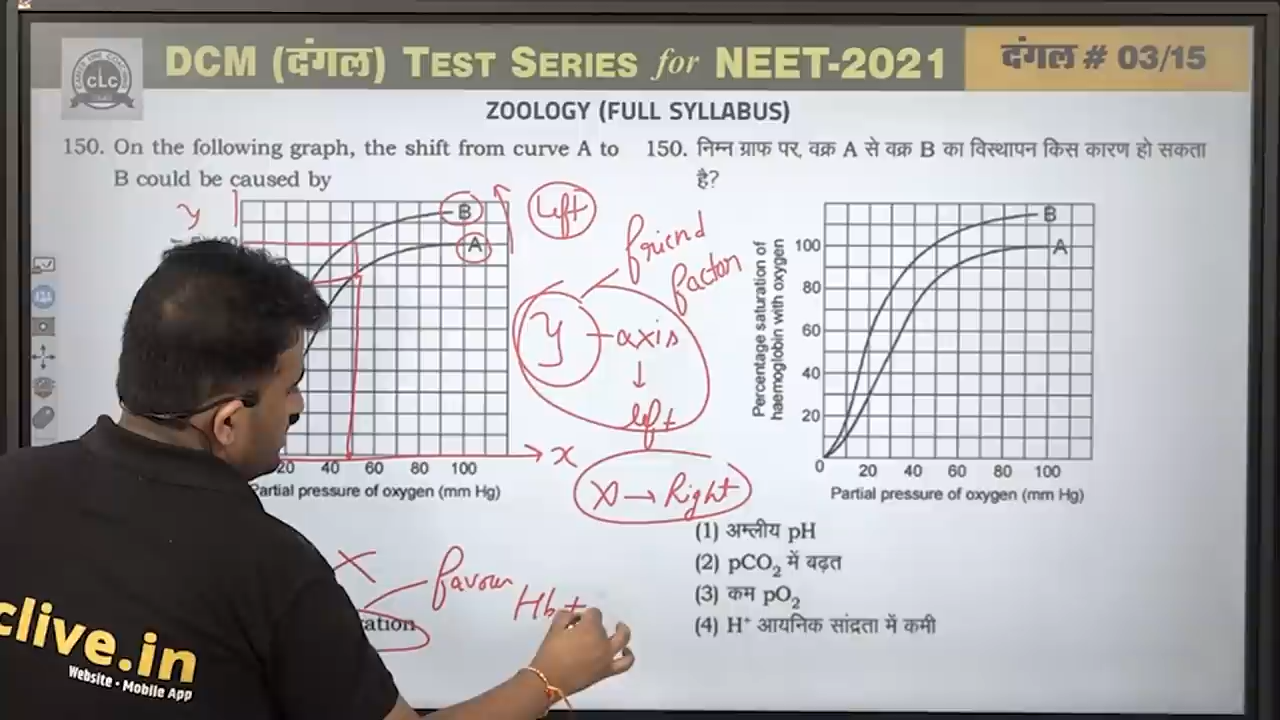 DCM (दंगल) TEST SERIES for NEET-2021
दंगल # 03/15
CLC
ZOOLOGY (FULL SYLLABUS)
150. On the following graph, the shift from curve A to
B could be caused by
y
B
A
Left
friend
factor
y - axis
↓
left
x → Right
20 40 60 80 100
x
Partial pressure of oxygen (mm Hg)
X
favour
Hb +
ation
150. निम्न ग्राफ पर, वक्र A से वक्र B का विस्थापन किस कारण हो सकता
है?
Percentage saturation of
haemoglobin with oxygen
100
80
60
40
20
B
A
0 20 40 60 80 100
Partial pressure of oxygen (mm Hg)
(1) अम्लीय pH
(2) pCO₂ में बढ़त
(3) कम pO₂
(4) H⁺ आयनिक सांद्रता में कमी
clive.in
Website - Mobile App